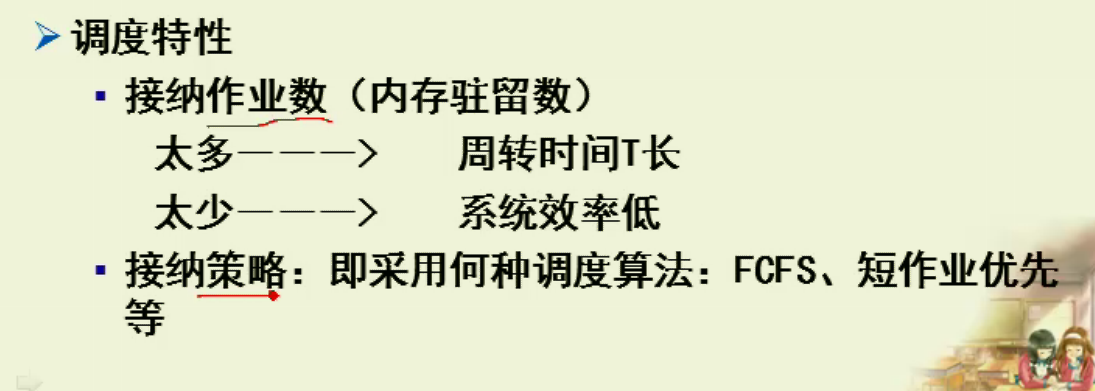 调度特性
接纳作业数（内存驻留数）
太多———> 周转时间T长
太少———> 系统效率低
接纳策略：即采用何种调度算法：FCFS、短作业优先
等